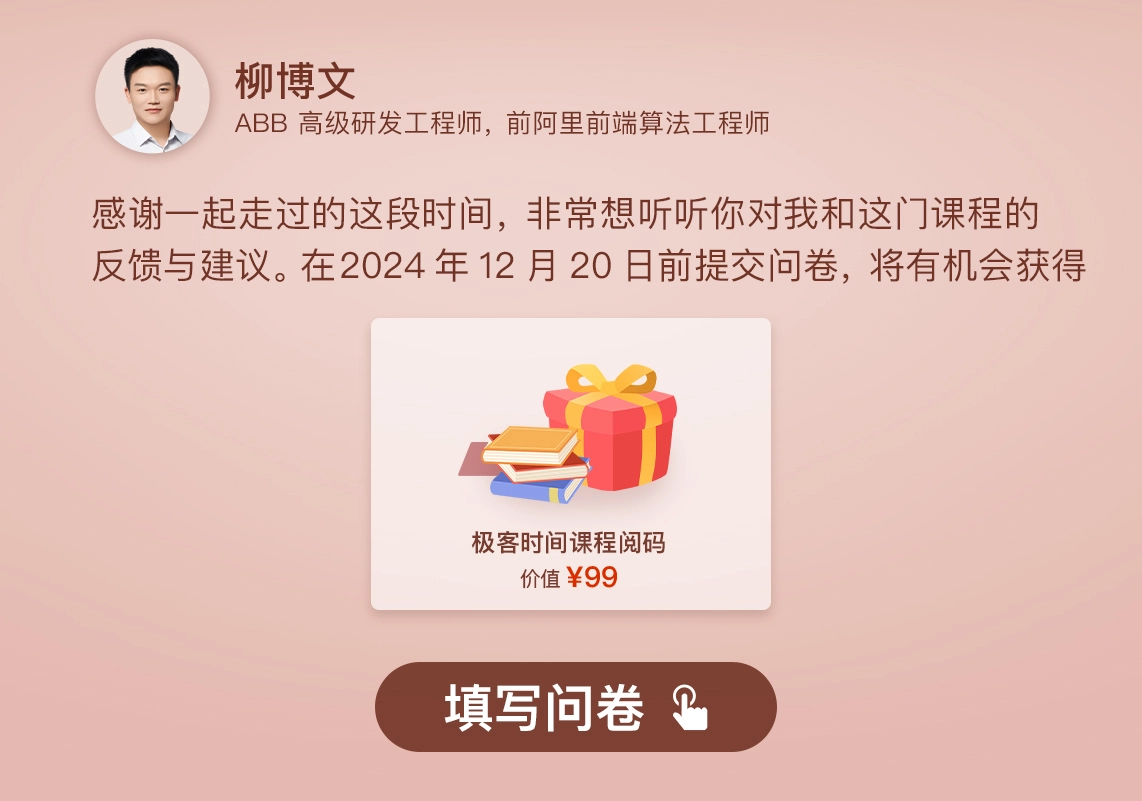 柳博文
ABB 高级研发工程师，前阿里前端算法工程师
感谢一起走过的这段时间，非常想听听你对我和这门课程的
反馈与建议。在2024 年 12 月 20 日前提交问卷，将有机会获得
极客时间课程阅码
价值 ¥99
填写问卷